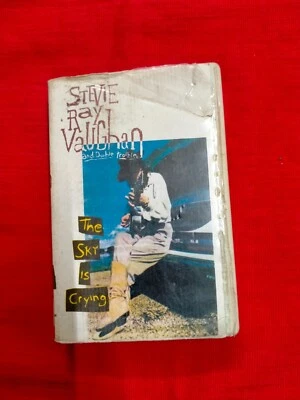 STEVIE
Ray
Vaughan
and Double Trouble
The
Sky
is
Crying